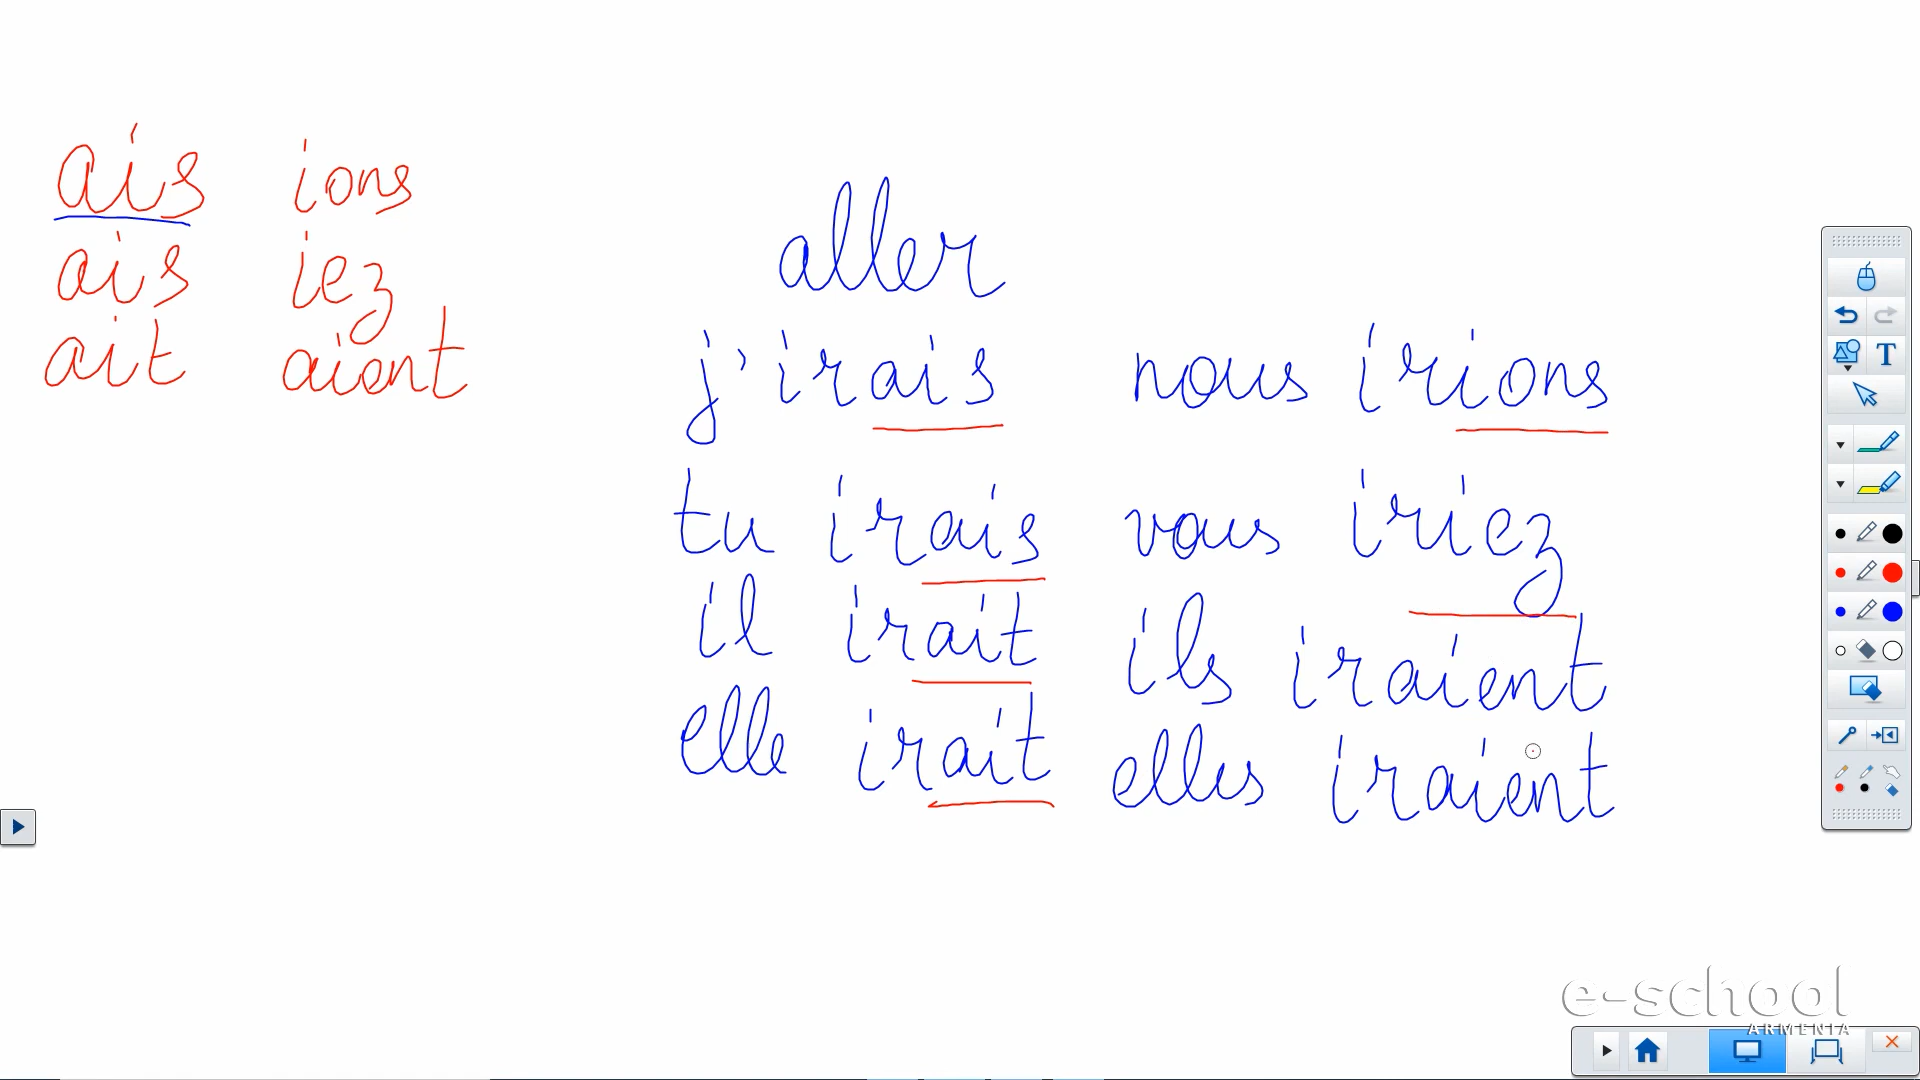 ais ions
ais iez
ait aient
aller
j'irais nous irions
tu irais vous iriez
il irait ils iraient
elle irait elles iraient
T
e-school
ARMENIA